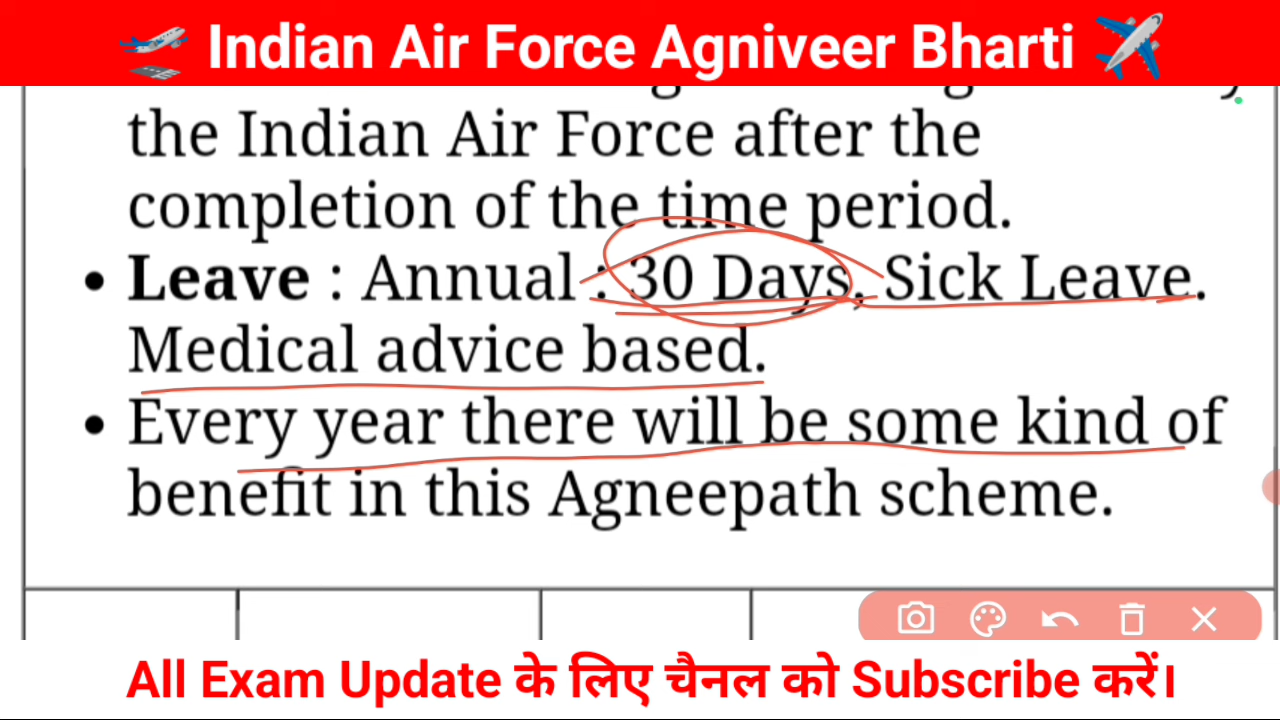 Indian Air Force Agniveer Bharti
the Indian Air Force after the
completion of the time period.
• Leave : Annual : 30 Days, Sick Leave.
Medical advice based.
• Every year there will be some kind of
benefit in this Agneepath scheme.
All Exam Update के लिए चैनल को Subscribe करें।